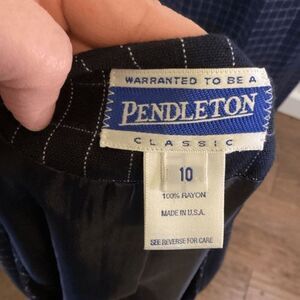 WARRANTED TO BE A
PENDLETON
CLASSIC
10
100% RAYON
MADE IN U.S.A.
SEE REVERSE FOR CARE